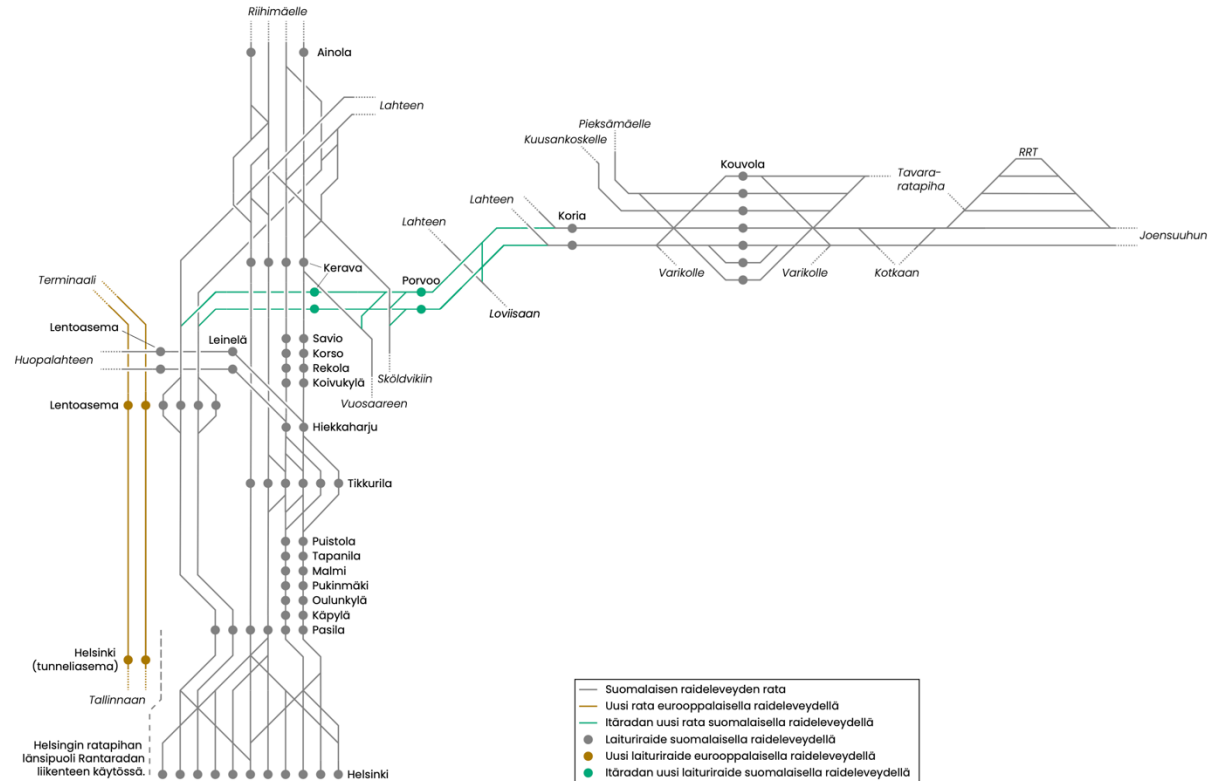 Riihimäelle
Ainola
Lahteen
Pieksämäelle
Kuusankoskelle
Kouvola
RRT
Tavara-
ratapiha
Lahteen
Koria
Lahteen
Joensuuhun
Kerava
Porvoo
Varikolle
Varikolle
Kotkaan
Terminaali
Loviisaan
Lentoasema
Leinelä
Savio
Huopalahteen
Korso
Rekola
Sköldvikiin
Koivukylä
Vuosaareen
Lentoasema
Hiekkaharju
Tikkurila
Puistola
Tapanila
Malmi
Pukinmäki
Oulunkylä
Käpylä
Pasila
Helsinki
(tunneliasema)
Tallinnaan
Helsingin ratapihan
länsipuoli Rantaradan
liikenteen käytössä.
Helsinki
Suomalaisen raideleveyden rata
Uusi rata eurooppalaisella raideleveydellä
Itäradan uusi rata suomalaisella raideleveydellä
Laituriraide suomalaisella raideleveydellä
Uusi laituriraide eurooppalaisella raideleveydellä
Itäradan uusi laituriraide suomalaisella raideleveydellä